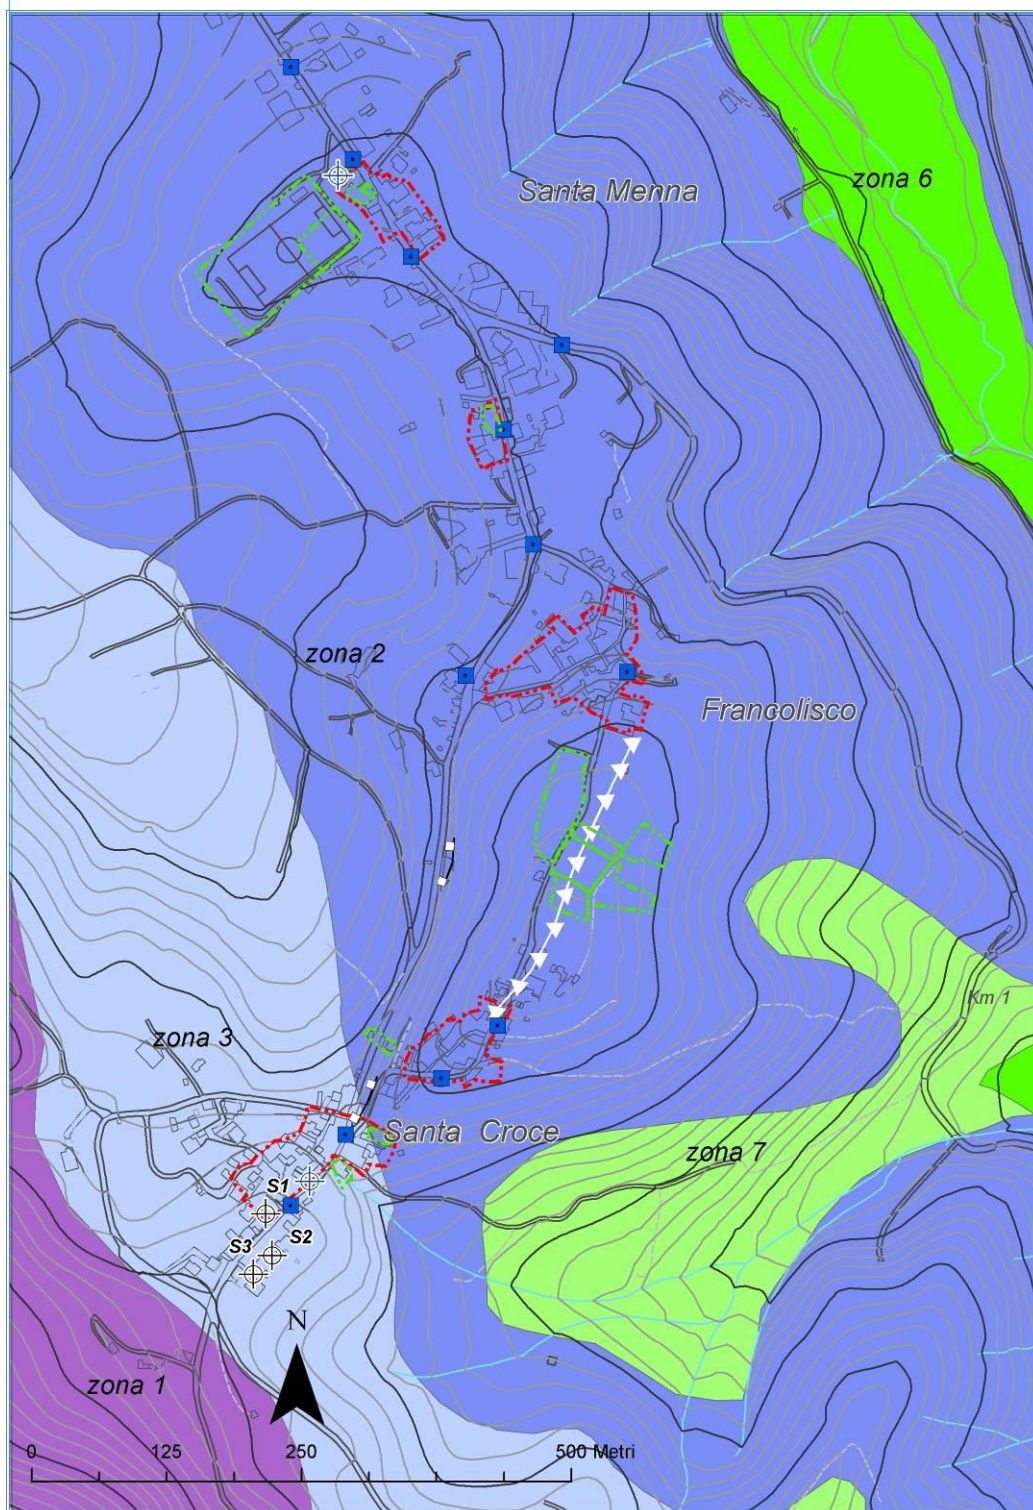 zona 6
Santa Menna
zona 2
Francolisco
Km 1
zona 3
Santa Croce
zona 7
S1
S2
S3
N
zona 1
0 125 250 500 Metri